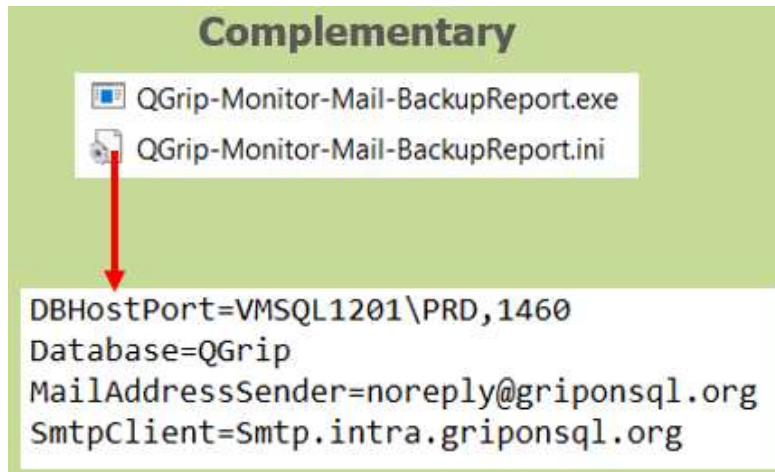 Complementary
QGrip-Monitor-Mail-BackupReport.exe
QGrip-Monitor-Mail-BackupReport.ini
DBHostPort=VMSQL1201\PRD,1460
Database=QGrip
MailAddressSender=noreply@griponsql.org
SmtpClient=Smtp.intra.griponsql.org